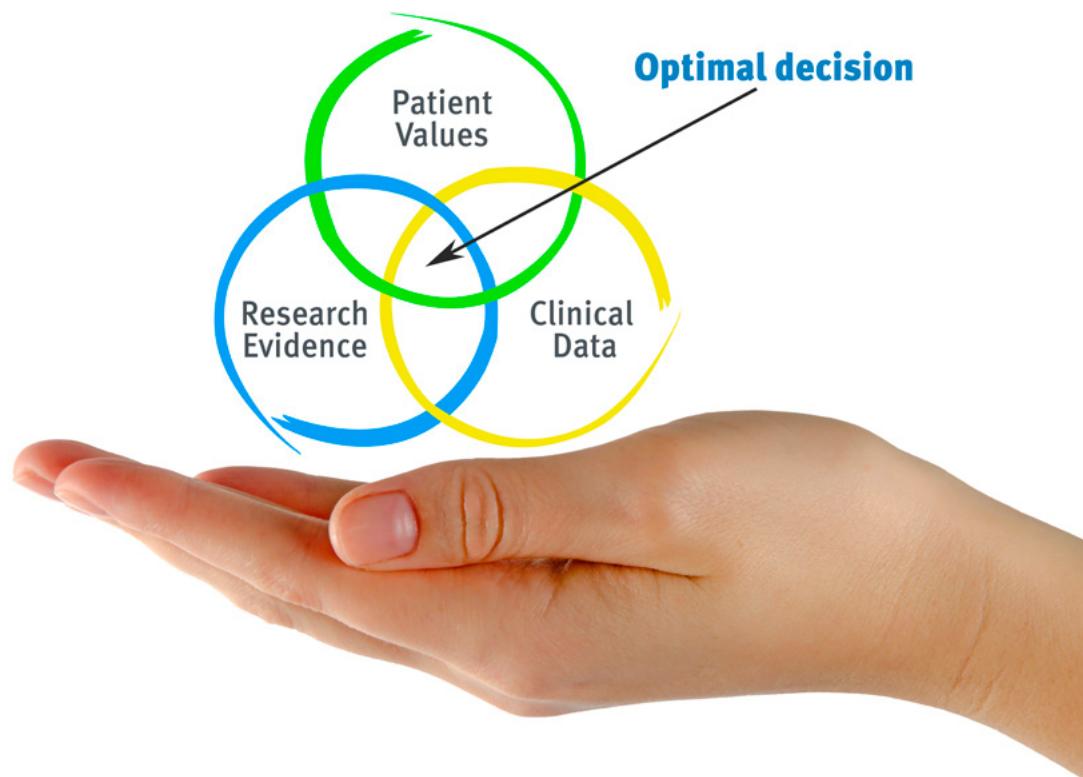 Optimal decision
Patient
Values
Research
Evidence
Clinical
Data